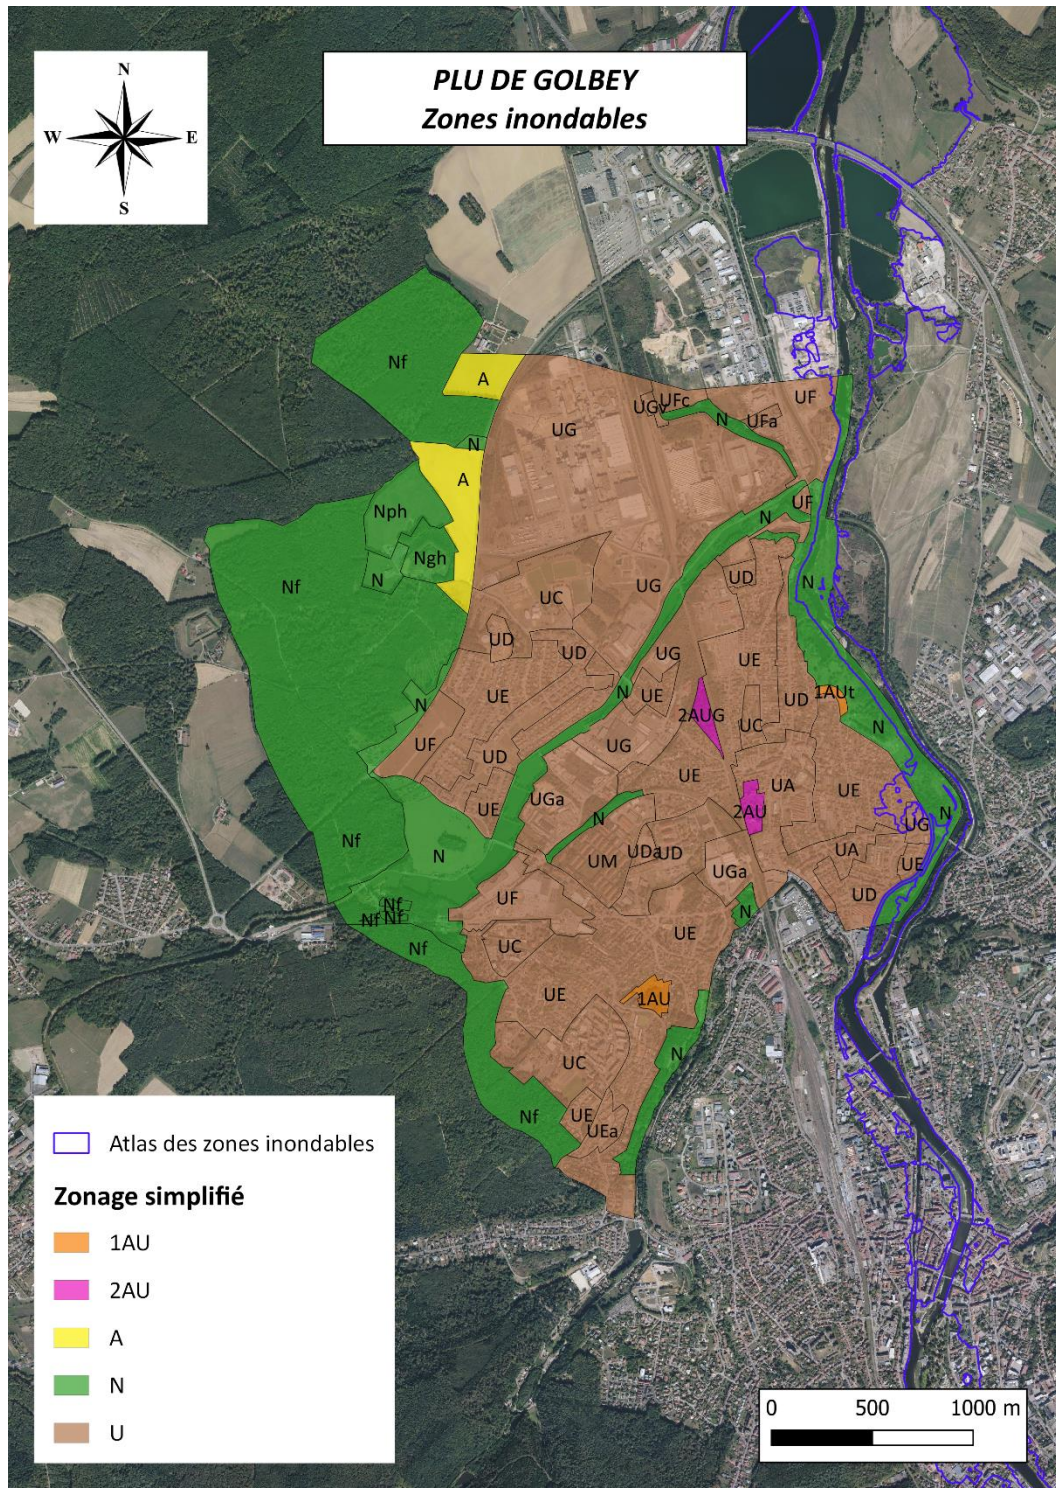 PLU DE GOLBEY
Zones inondables
N
W E
S
Nf
A
UG
UGv
UFc
N
UFa
UF
N
A
Nph
Ngh
N
Nf
UF
N
N
UD
UC
UG
UD
UD
UG
UE
UE
UE
N
N
2AUG
UC
UD
1AUt
N
UF
UD
UG
UE
UA
UE
UE
UGa
2AU
N
UG
N
Nf
N
UDa
UD
UM
UGa
UA
UE
UD
UF
Nf
Nf
Nf
N
Nf
UC
UE
UE
1AU
UC
N
Nf
UE
UEa
Atlas des zones inondables
Zonage simplifié
1AU
2AU
A
N
U
0 500 1000 m